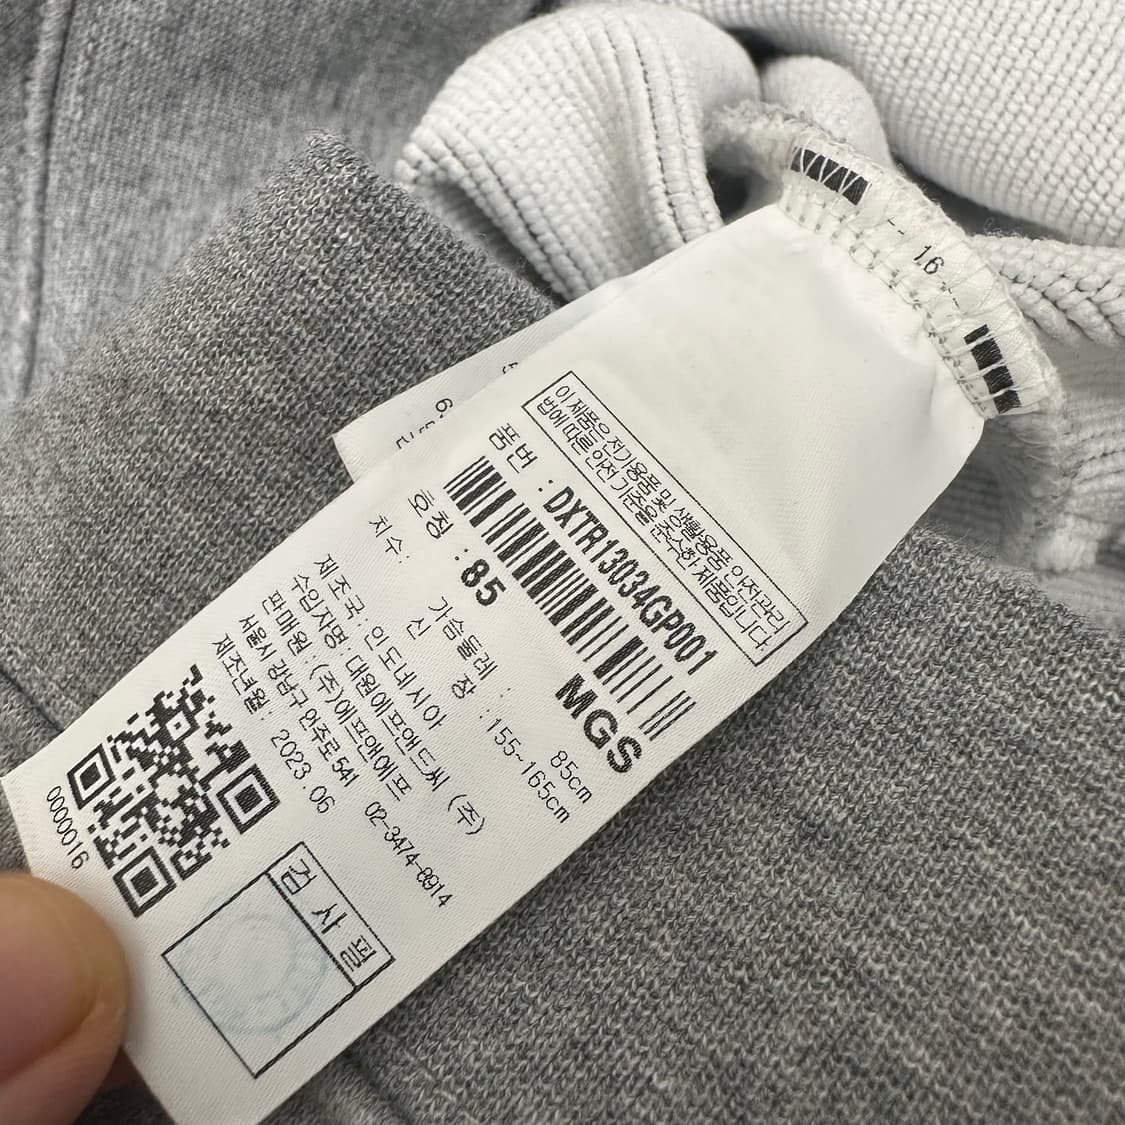 -- 16 --
이 제품은 전기용품 및 생활용품 안전관리
법에 따른 안전 기준을 준수한 제품입니다.
품번 : DXTR13034GP001
호칭 : 85 MGS
치수: 가슴둘레 : 85cm
신 장 : 155~165cm
제조국: 인도네시아
수입자명: 대원에프앤드씨 (주)
판매원 : (주)에프앤에프
서울시 강남구 언주로541 02-3474-8914
제조년월: 2023.06
0000016
검사필